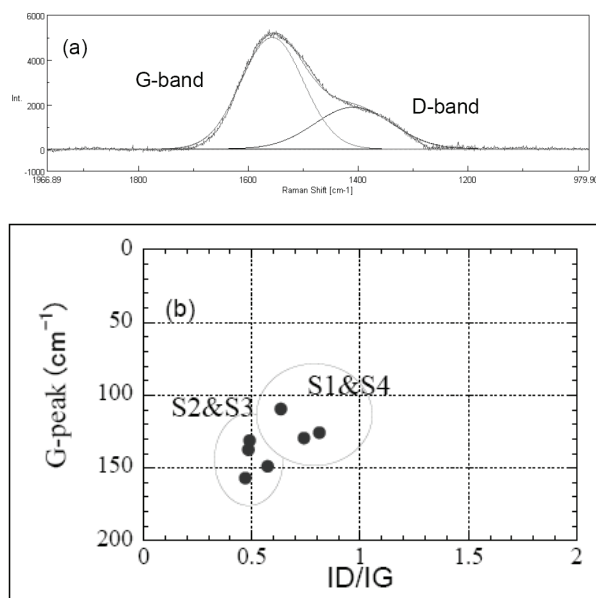 (a)
6000
4000
2000
0
-1000
Int.
G-band
D-band
1966.89
1800
1600
1400
1200
979.90
Raman Shift [cm-1]
(b)
G-peak (cm⁻¹)
0
50
100
150
200
S1&S4
S2&S3
0
0.5
1
1.5
2
ID/IG